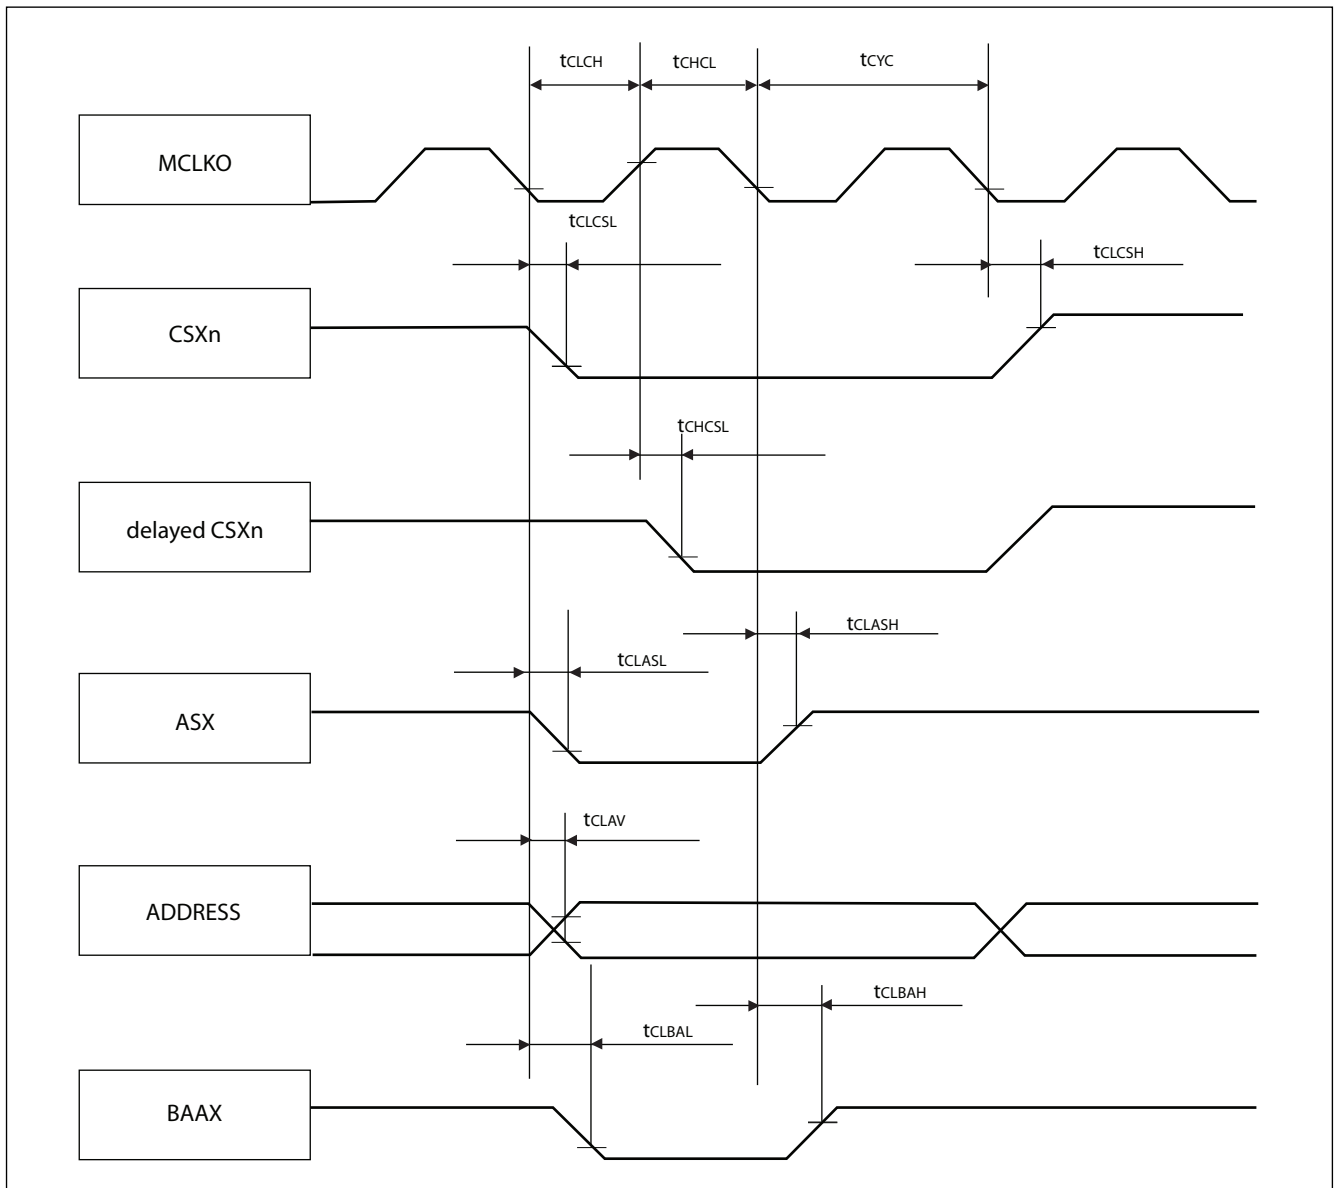 tCLCH
tCHCL
tCYC
MCLKO
tCLCSL
tCLCSH
CSXn
tCHCSL
delayed CSXn
tCLASH
tCLASL
ASX
tCLAV
ADDRESS
tCLBAH
tCLBAL
BAAX